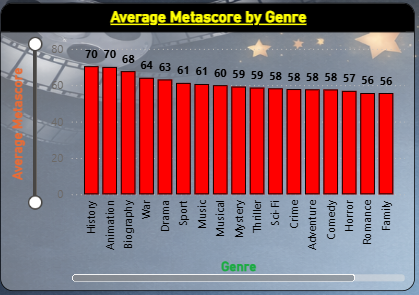 Average Metascore by Genre
Average Metascore
80
60
40
20
0
70 70 68 64 63 61 61 60 59 59 58 58 58 58 57 56 56
History Animation Biography War Drama Sport Music Musical Mystery Thriller Sci-Fi Crime Adventure Comedy Horror Romance Family
Genre